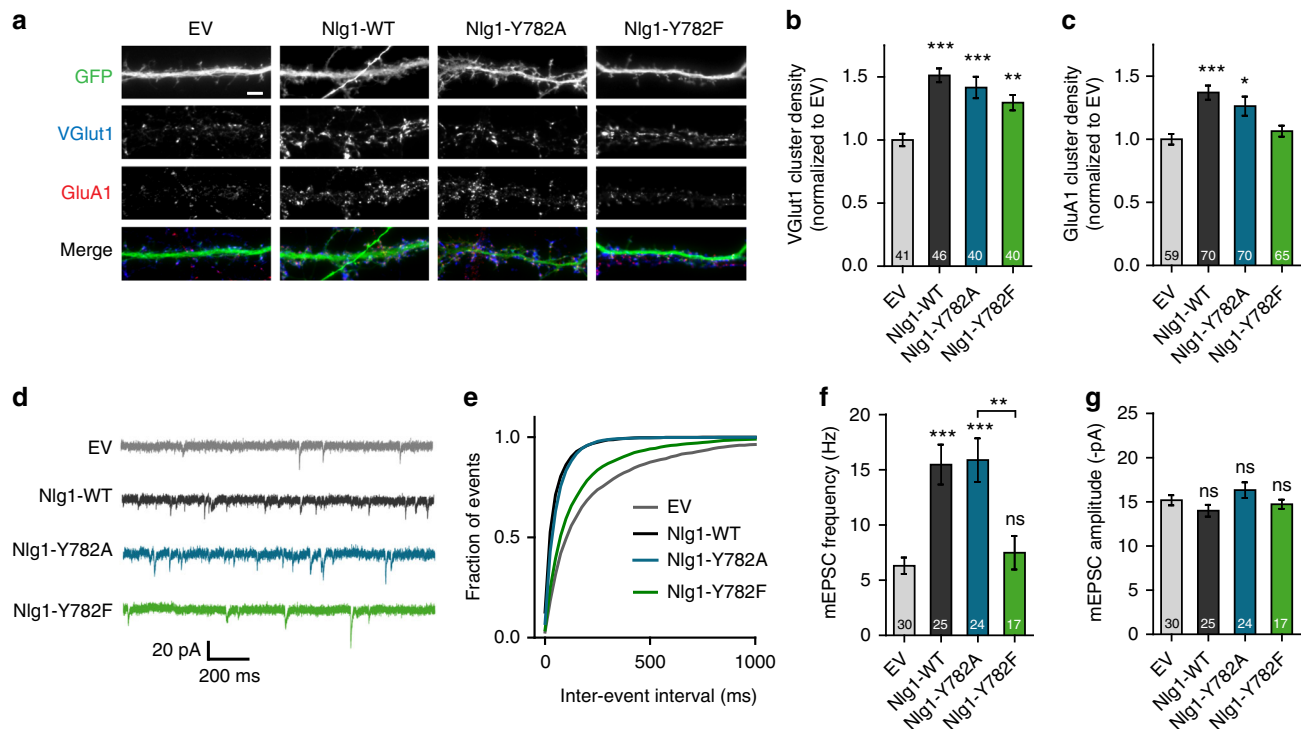 a
EV
Nlg1-WT
Nlg1-Y782A
Nlg1-Y782F
GFP
VGlut1
GluA1
Merge
b
VGlut1 cluster density
(normalized to EV)
1.5
1.0
0.5
0.0
***
***
**
41
46
40
40
EV
Nlg1-WT
Nlg1-Y782A
Nlg1-Y782F
c
GluA1 cluster density
(normalized to EV)
1.5
1.0
0.5
0.0
***
*
59
70
70
65
EV
Nlg1-WT
Nlg1-Y782A
Nlg1-Y782F
d
EV
Nlg1-WT
Nlg1-Y782A
Nlg1-Y782F
20 pA
200 ms
e
Fraction of events
1.0
0.5
0.0
EV
Nlg1-WT
Nlg1-Y782A
Nlg1-Y782F
0
500
1000
Inter-event interval (ms)
f
mEPSC frequency (Hz)
20
15
10
5
0
***
***
**
ns
30
25
24
17
EV
Nlg1-WT
Nlg1-Y782A
Nlg1-Y782F
g
mEPSC amplitude (-pA)
25
20
15
10
5
0
ns
ns
ns
30
25
24
17
EV
Nlg1-WT
Nlg1-Y782A
Nlg1-Y782F